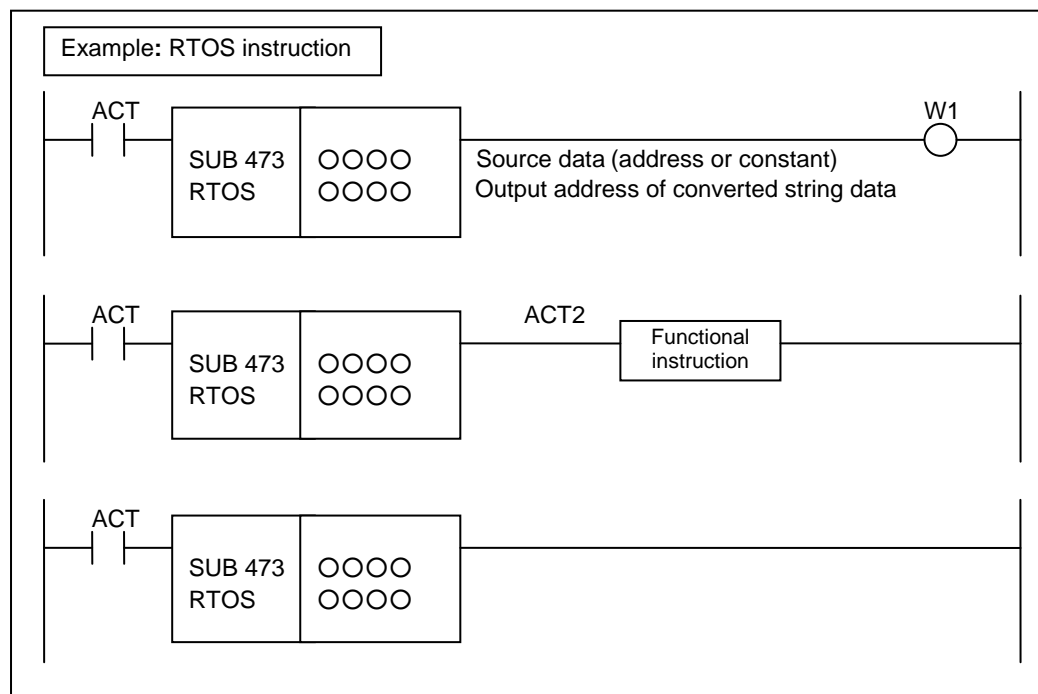 Example: RTOS instruction
ACT
W1
SUB 473 ○○○○ Source data (address or constant)
RTOS ○○○○ Output address of converted string data
ACT
ACT2
Functional
instruction
SUB 473 ○○○○
RTOS ○○○○
ACT
SUB 473 ○○○○
RTOS ○○○○